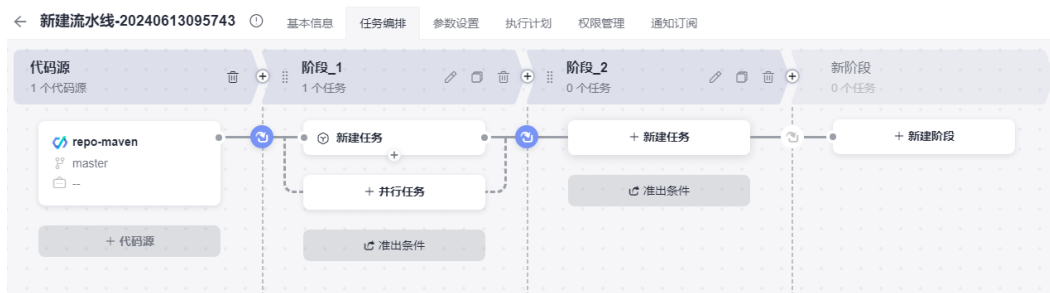 新建流水线-20240613095743
基本信息 任务编排 参数设置 执行计划 权限管理 通知订阅
代码源 阶段_1 阶段_2 新阶段
1 个代码源 1 个任务 0 个任务 0 个任务
repo-maven 新建任务 + 新建任务 + 新建阶段
master
-- + 并行任务 准出条件
+ 代码源 准出条件